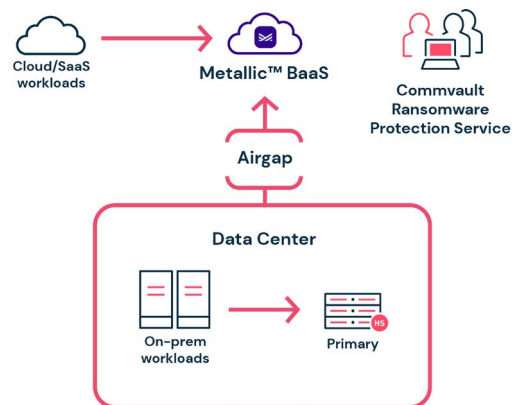 Cloud/SaaS
workloads
Metallic™ BaaS
Commvault
Ransomware
Protection Service
Airgap
Data Center
On-prem
workloads
HS
Primary